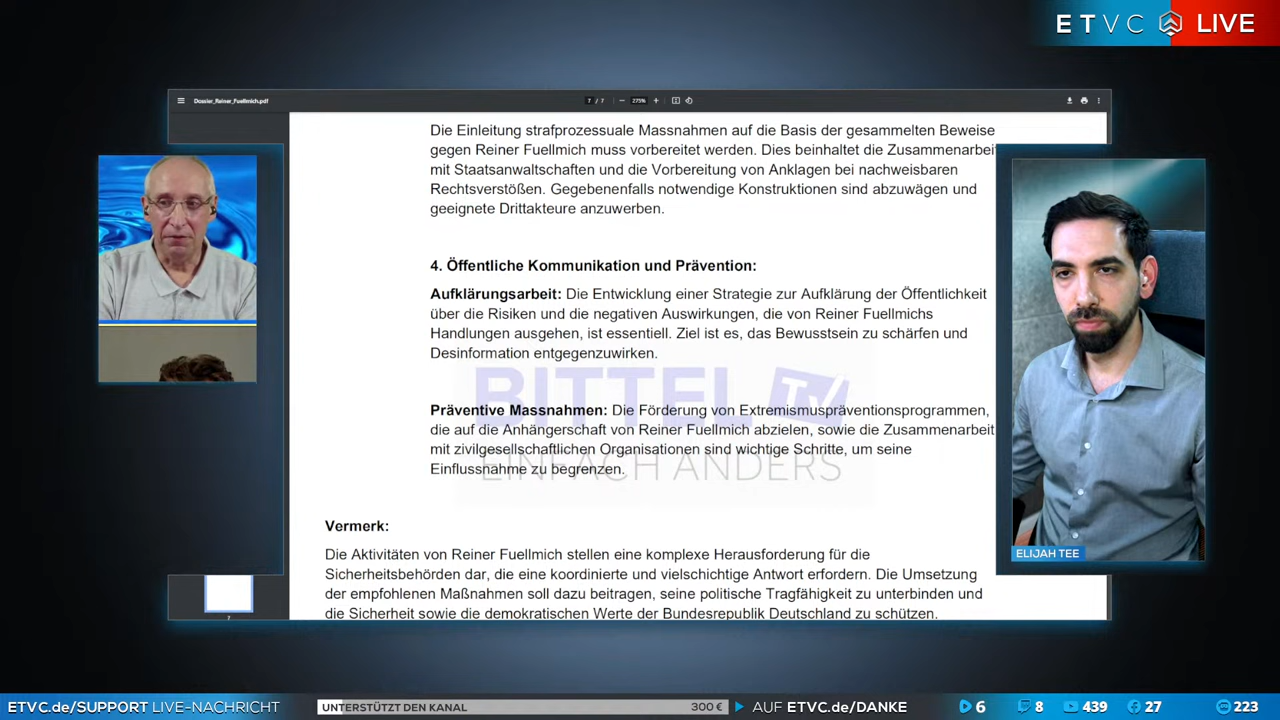 ETVC LIVE
Dossier_Reiner_Fuellmich.pdf
7 / 7
275%
Die Einleitung strafprozessuale Massnahmen auf die Basis der gesammelten Beweise
gegen Reiner Fuellmich muss vorbereitet werden. Dies beinhaltet die Zusammenarbeit
mit Staatsanwaltschaften und die Vorbereitung von Anklagen bei nachweisbaren
Rechtsverstößen. Gegebenenfalls notwendige Konstruktionen sind abzuwägen und
geeignete Drittakteure anzuwerben.
4. Öffentliche Kommunikation und Prävention:
Aufklärungsarbeit: Die Entwicklung einer Strategie zur Aufklärung der Öffentlichkeit
über die Risiken und die negativen Auswirkungen, die von Reiner Fuellmichs
Handlungen ausgehen, ist essentiell. Ziel ist es, das Bewusstsein zu schärfen und
Desinformation entgegenzuwirken.
BITTEL TV
Präventive Massnahmen: Die Förderung von Extremismuspräventionsprogrammen,
die auf die Anhängerschaft von Reiner Fuellmich abzielen, sowie die Zusammenarbeit
mit zivilgesellschaftlichen Organisationen sind wichtige Schritte, um seine
EINFACH ANDERS
Einflussnahme zu begrenzen.
Vermerk:
Die Aktivitäten von Reiner Fuellmich stellen eine komplexe Herausforderung für die
Sicherheitsbehörden dar, die eine koordinierte und vielschichtige Antwort erfordern. Die Umsetzung
der empfohlenen Maßnahmen soll dazu beitragen, seine politische Tragfähigkeit zu unterbinden und
die Sicherheit sowie die demokratischen Werte der Bundesrepublik Deutschland zu schützen.
7
ELIJAH TEE
ETVC.de/SUPPORT LIVE-NACHRICHT
UNTERSTÜTZT DEN KANAL
300 €
AUF ETVC.de/DANKE
6
8
439
27
223